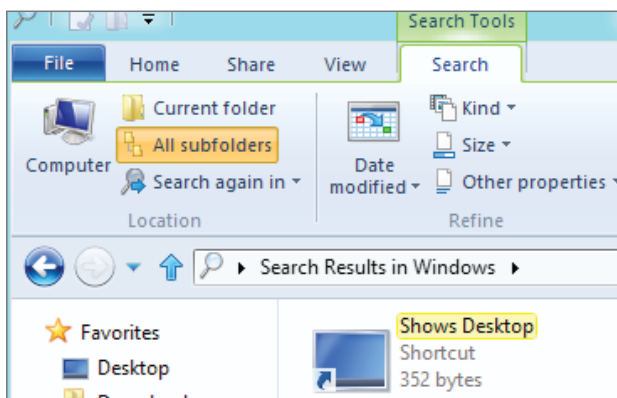 Search Tools
File Home Share View Search
Computer
Current folder
All subfolders
Search again in
Location
Date modified
Kind
Size
Other properties
Refine
Search Results in Windows
Favorites
Desktop
Shows Desktop
Shortcut
352 bytes